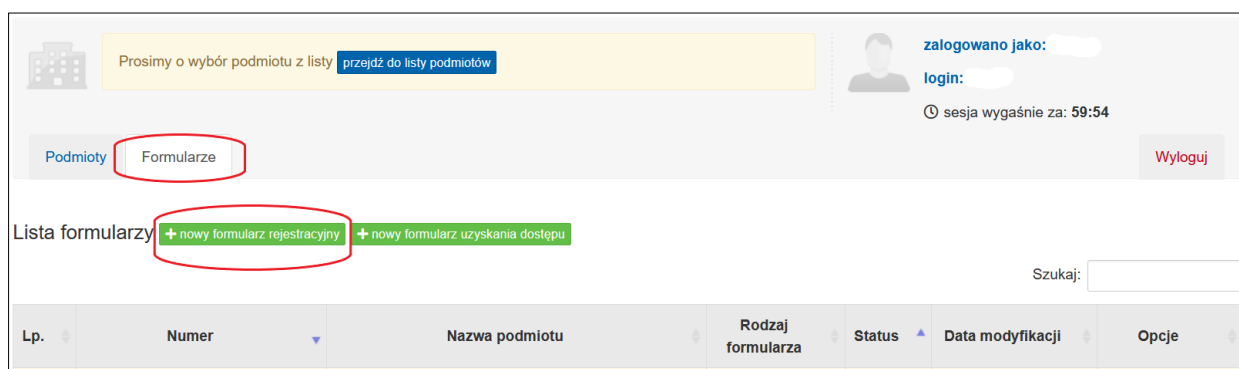 Prosimy o wybór podmiotu z listy przejdź do listy podmiotów
zalogowano jako:
login:
sesja wygaśnie za: 59:54
Podmioty Formularze Wyloguj
Lista formularzy + nowy formularz rejestracyjny + nowy formularz uzyskania dostępu
Szukaj:
Lp. Numer Nazwa podmiotu Rodzaj formularza Status Data modyfikacji Opcje